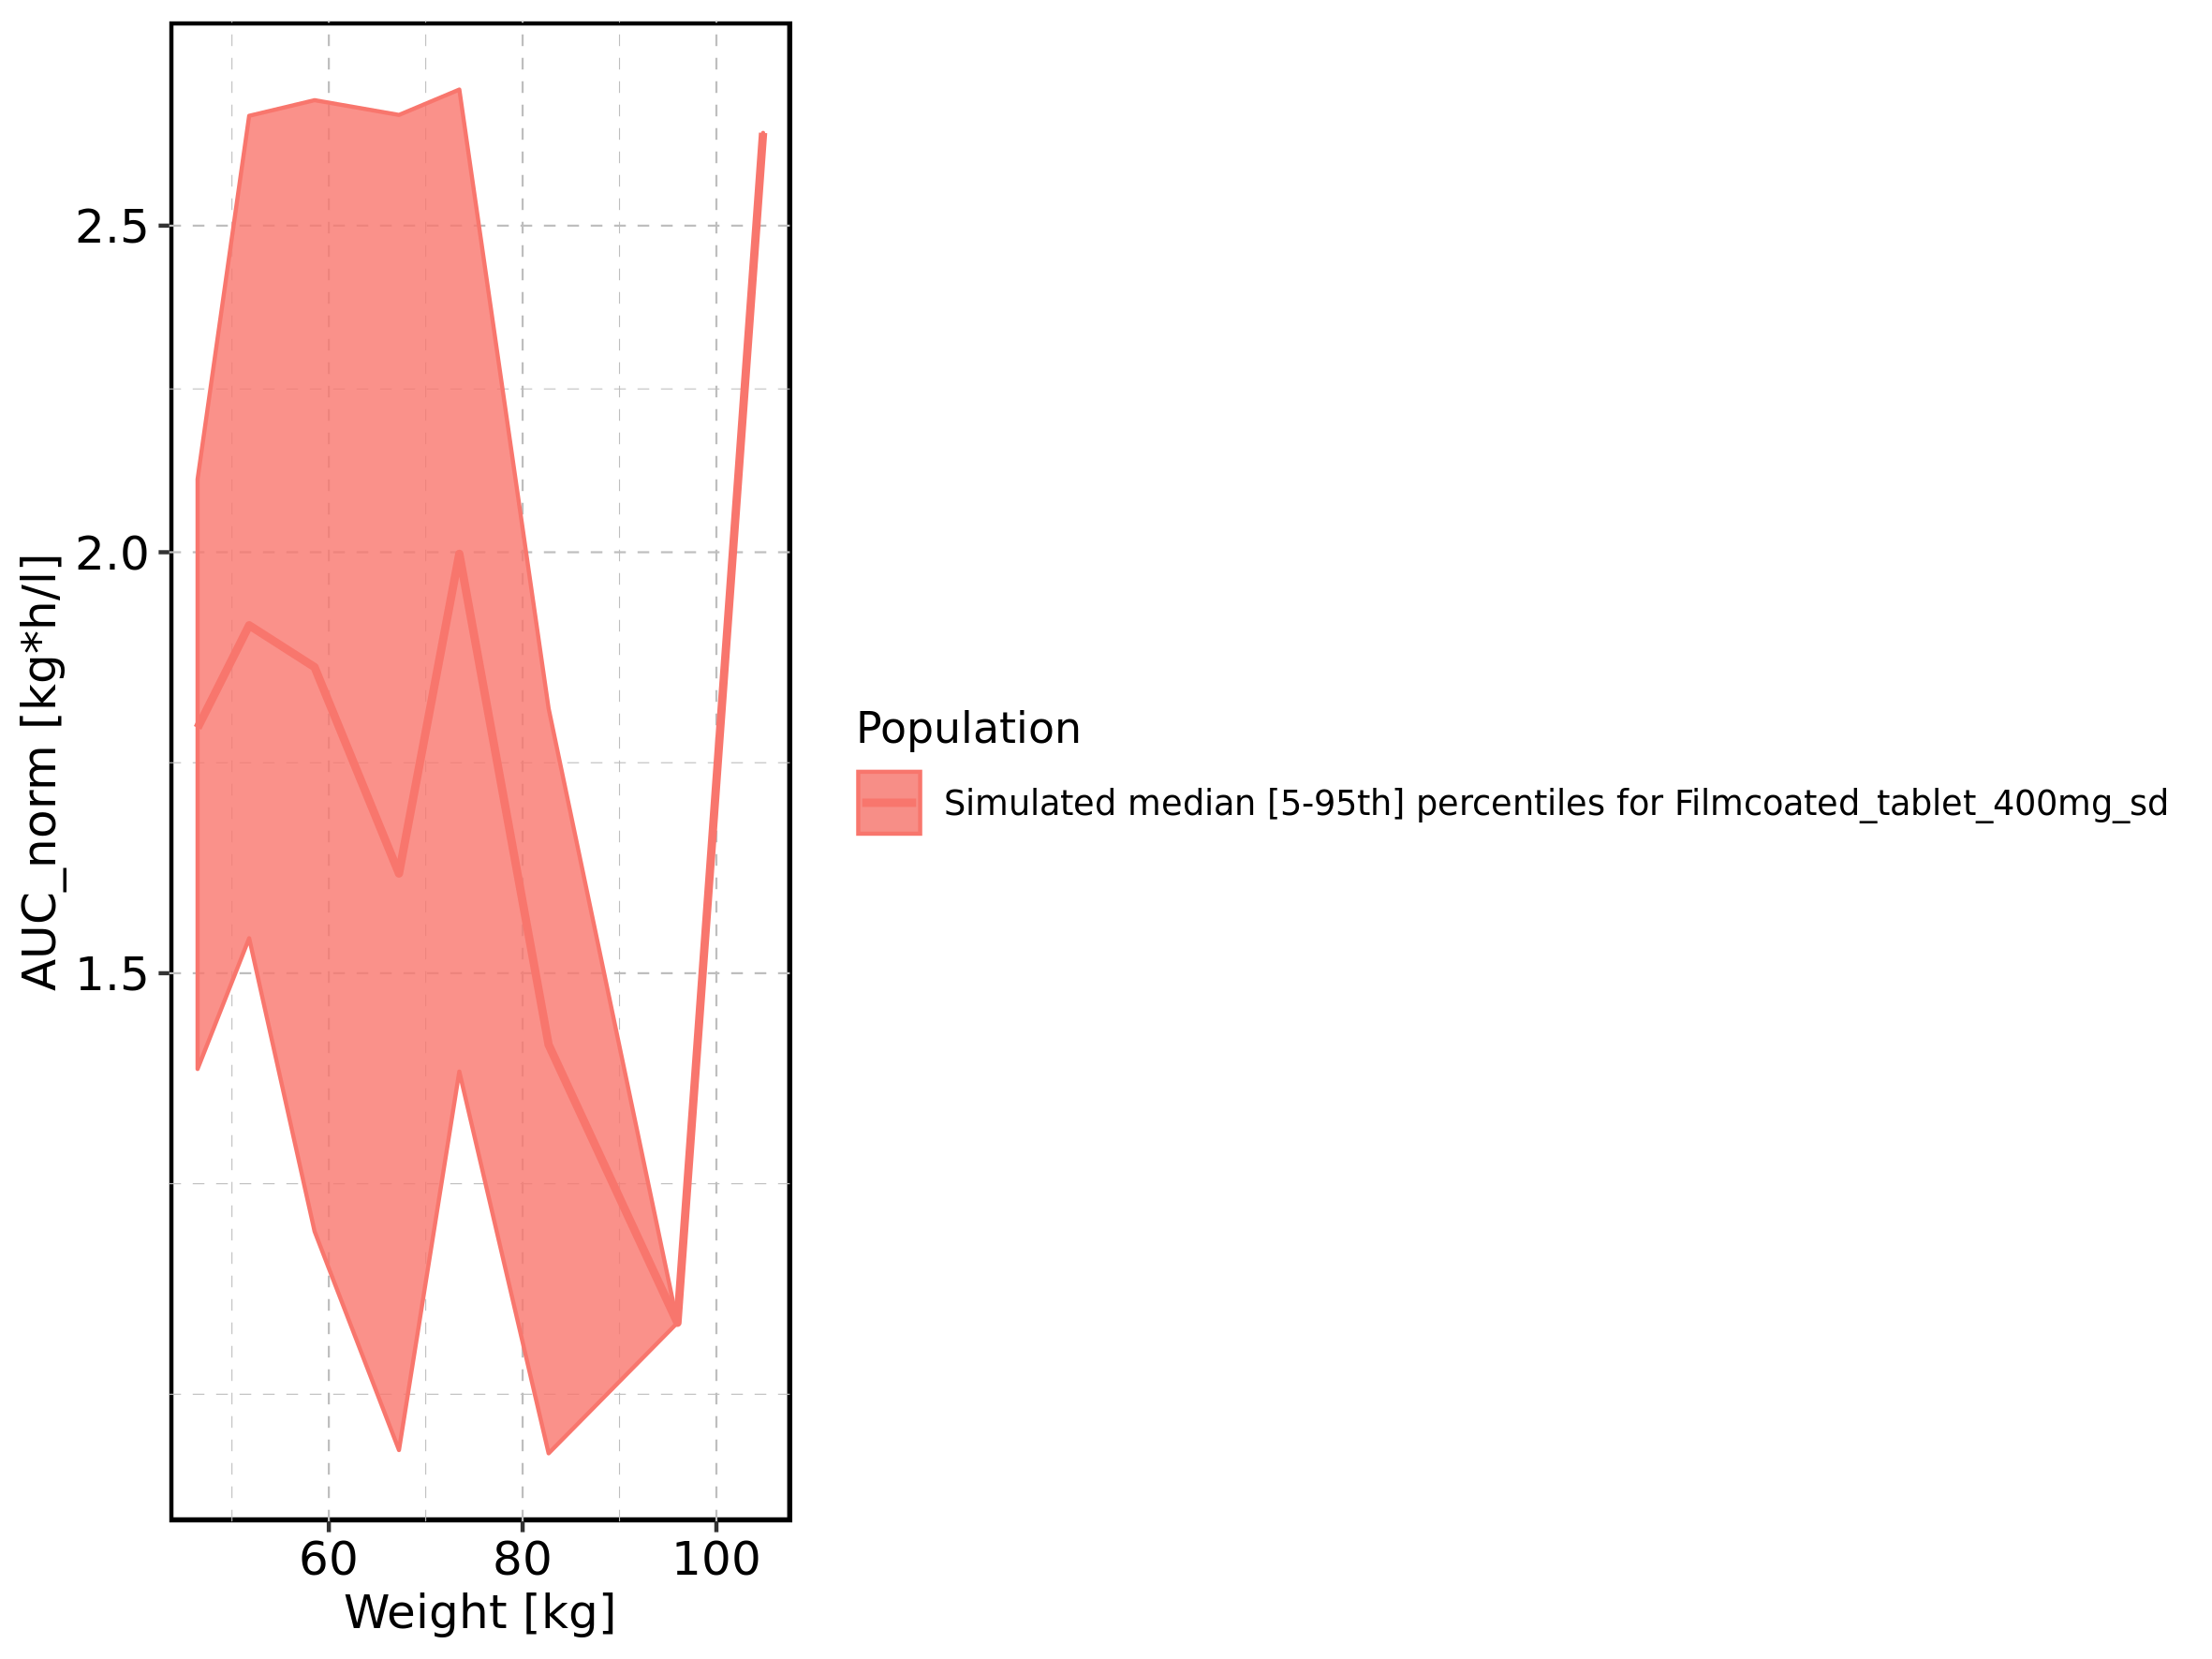 AUC_norm [kg*h/l]
2.5
2.0
1.5
60 80 100
Weight [kg]
Population
Simulated median [5-95th] percentiles for Filmcoated_tablet_400mg_sd